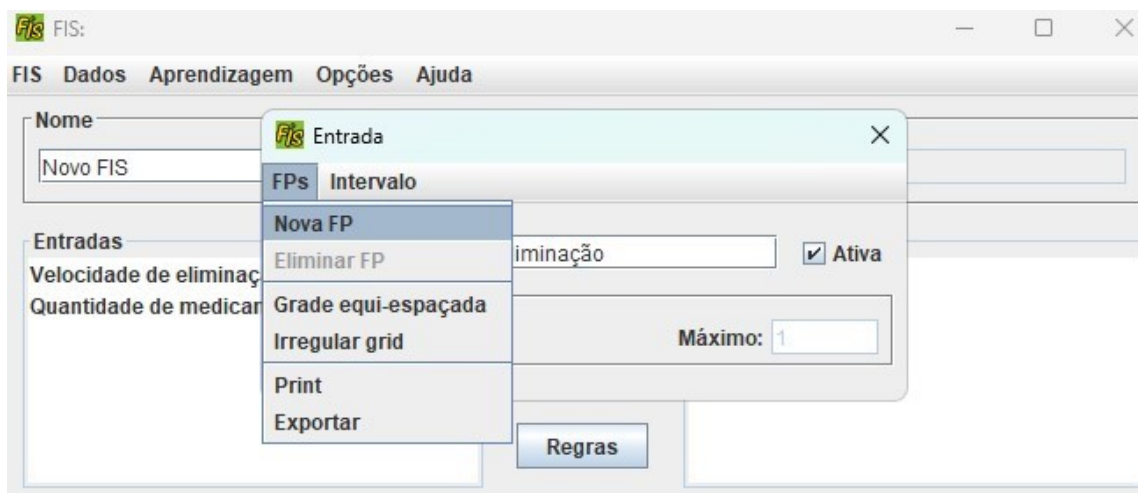 Fis FIS:
FIS Dados Aprendizagem Opções Ajuda
Nome
Novo FIS
Fis Entrada
FPs Intervalo
Nova FP
Eliminar FP
Grade equi-espaçada
Irregular grid
Print
Exportar
iminação
Ativa
Máximo: 1
Entradas
Velocidade de eliminaç
Quantidade de medicar
Regras